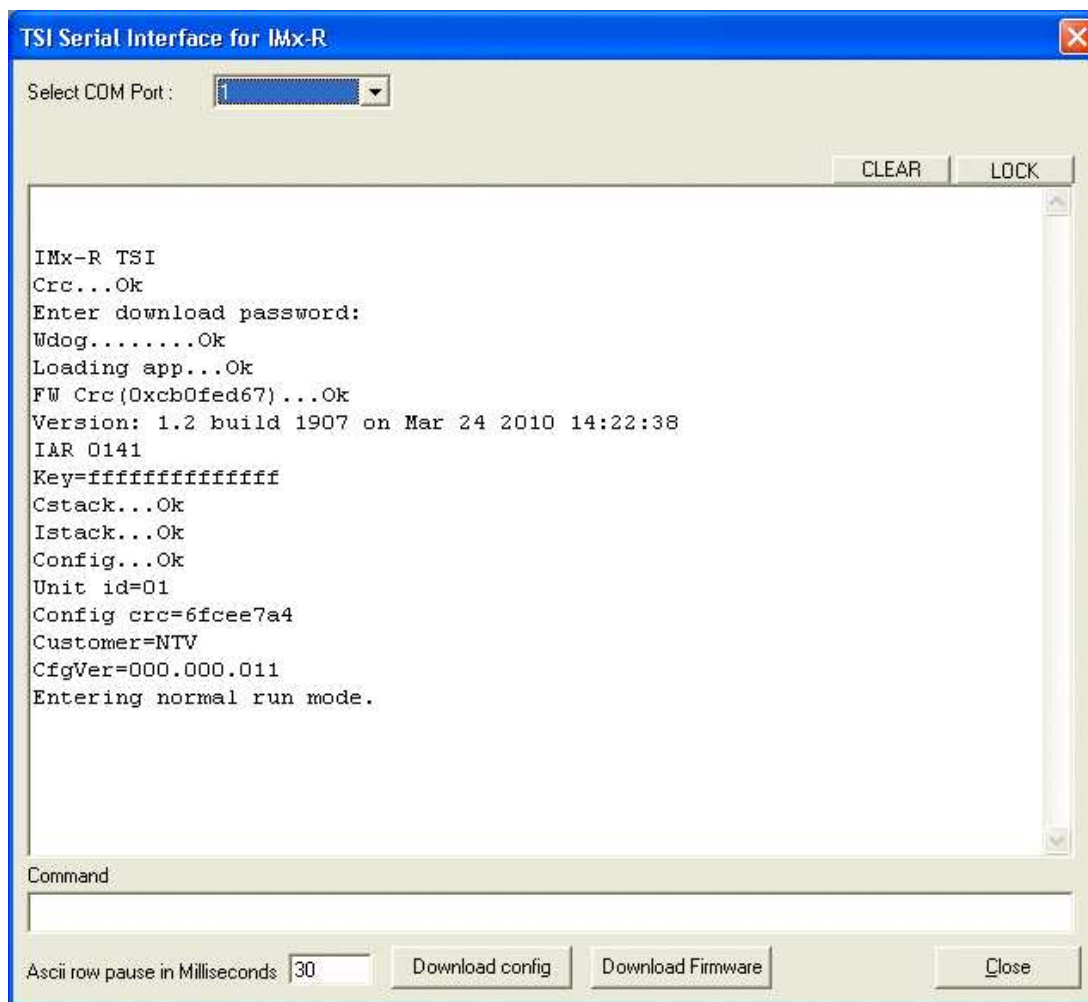 TSI Serial Interface for IMx-R
Select COM Port : 1
CLEAR LOCK
IMx-R TSI
Crc...Ok
Enter download password:
Wdog........Ok
Loading app...Ok
FW Crc(0xcb0fed67)...Ok
Version: 1.2 build 1907 on Mar 24 2010 14:22:38
IAR 0141
Key=ffffffffffffff
Cstack...Ok
Istack...Ok
Config...Ok
Unit id=01
Config crc=6fcee7a4
Customer=NTV
CfgVer=000.000.011
Entering normal run mode.
Command
Ascii row pause in Milliseconds 30 Download config Download Firmware Close